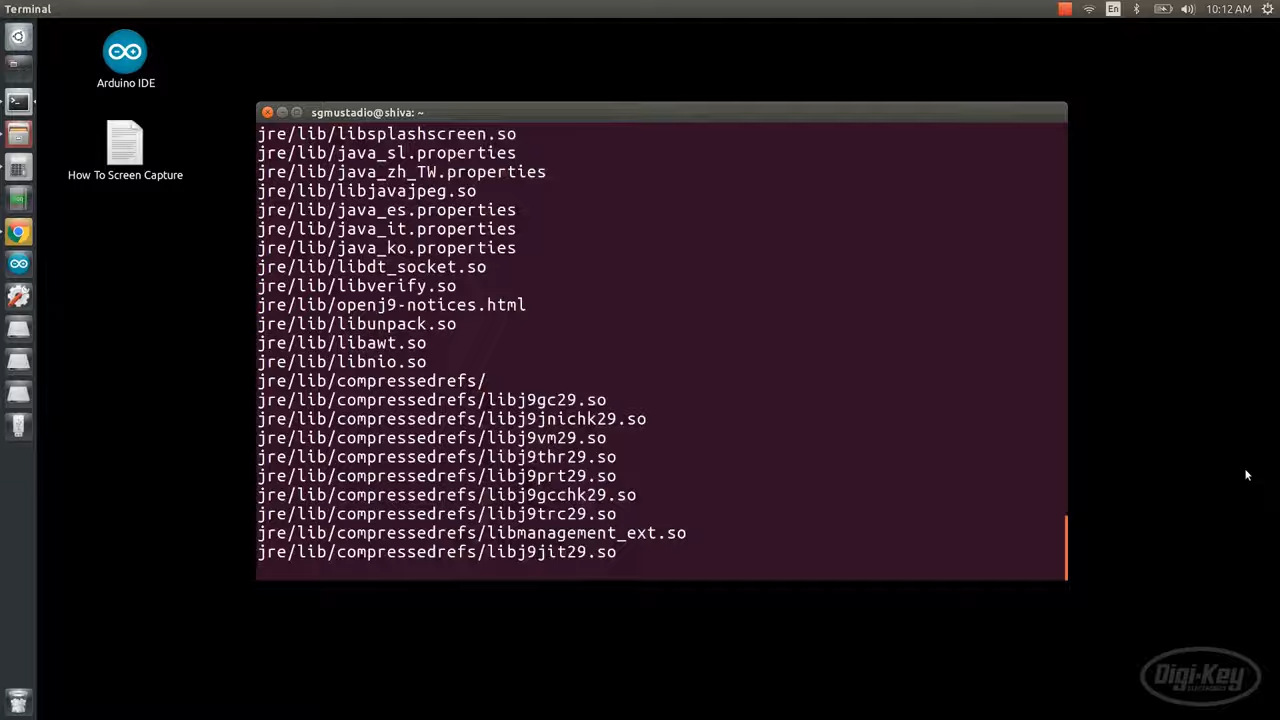 Terminal
En
10:12 AM
Arduino IDE
How To Screen Capture
sgmustadio@shiva: ~
jre/lib/libsplashscreen.so
jre/lib/java_sl.properties
jre/lib/java_zh_TW.properties
jre/lib/libjavajpeg.so
jre/lib/java_es.properties
jre/lib/java_it.properties
jre/lib/java_ko.properties
jre/lib/libdt_socket.so
jre/lib/libverify.so
jre/lib/openj9-notices.html
jre/lib/libunpack.so
jre/lib/libawt.so
jre/lib/libnio.so
jre/lib/compressedrefs/
jre/lib/compressedrefs/libj9gc29.so
jre/lib/compressedrefs/libj9jnichk29.so
jre/lib/compressedrefs/libj9vm29.so
jre/lib/compressedrefs/libj9thr29.so
jre/lib/compressedrefs/libj9prt29.so
jre/lib/compressedrefs/libj9gcchk29.so
jre/lib/compressedrefs/libj9trc29.so
jre/lib/compressedrefs/libmanagement_ext.so
jre/lib/compressedrefs/libj9jit29.so
Digi-Key
ELECTRONICS